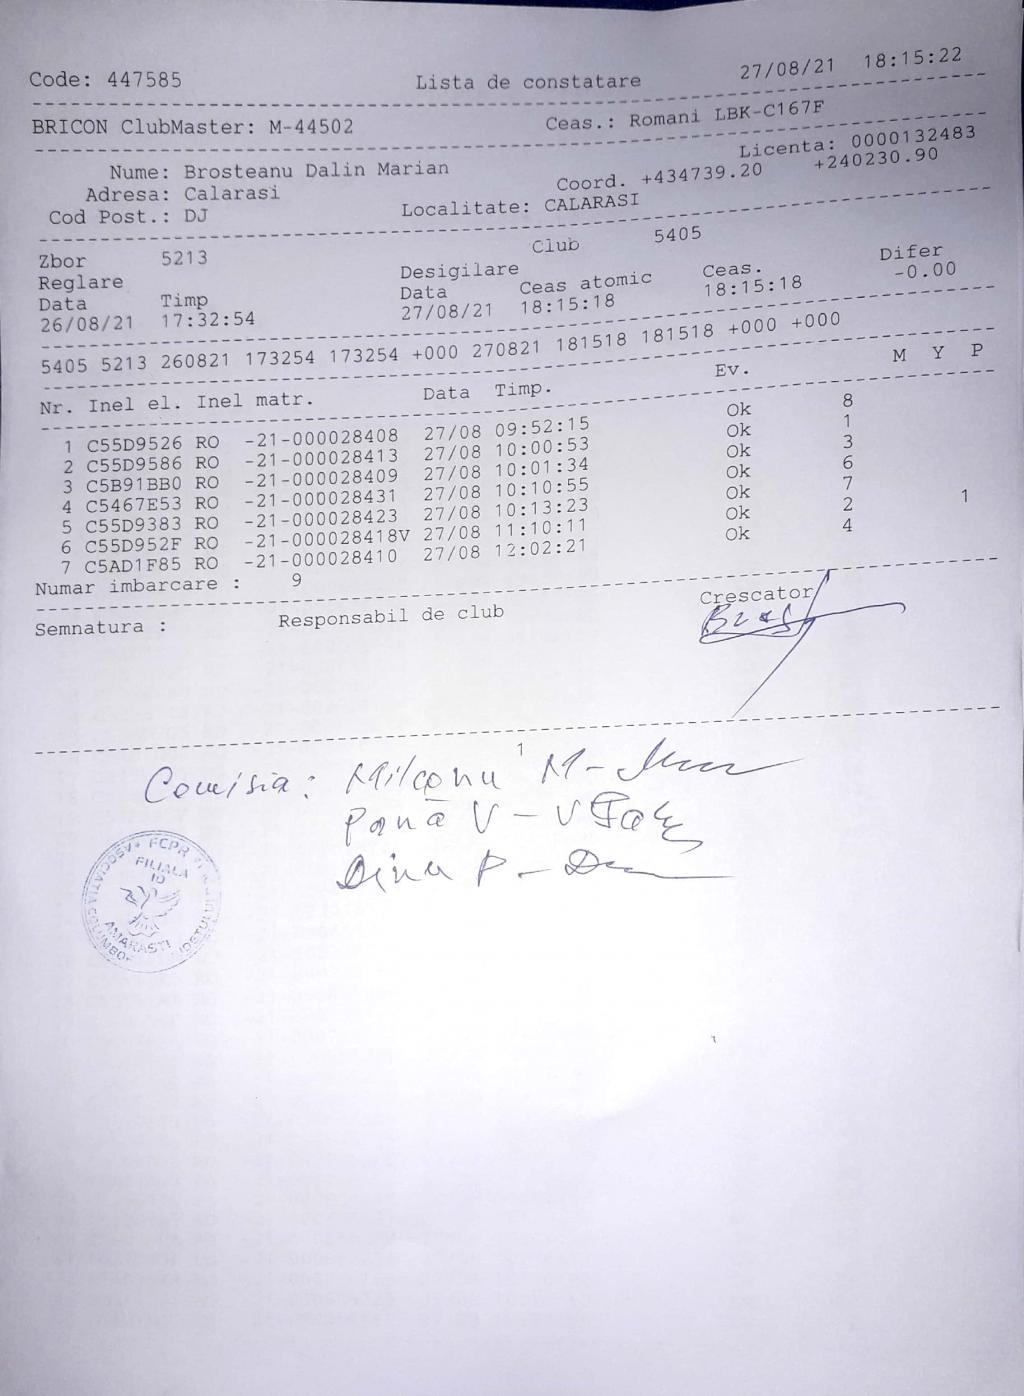 Code: 447585 Lista de constatare 27/08/21 18:15:22
BRICON ClubMaster: M-44502 Ceas.: Romani LBK-C167F
Nume: Brosteanu Dalin Marian Licenta: 0000132483
Adresa: Calarasi Coord. +434739.20 +240230.90
Cod Post.: DJ Localitate: CALARASI
Zbor 5213 Club 5405
Reglare Desigilare Difer
Data Timp Data Ceas atomic Ceas. -0.00
26/08/21 17:32:54 27/08/21 18:15:18 18:15:18
5405 5213 260821 173254 173254 +000 270821 181518 181518 +000 +000
Nr. Inel el. Inel matr. Data Timp. Ev. M Y P
1 C55D9526 RO -21-000028408 27/08 09:52:15 Ok 8
2 C55D9586 RO -21-000028413 27/08 10:00:53 Ok 1
3 C5B91BB0 RO -21-000028409 27/08 10:01:34 Ok 3
4 C5467E53 RO -21-000028431 27/08 10:10:55 Ok 6
5 C55D9383 RO -21-000028423 27/08 10:13:23 Ok 7
6 C55D952F RO -21-000028418V 27/08 11:10:11 Ok 2 1
7 C5AD1F85 RO -21-000028410 27/08 12:02:21 Ok 4
Numar imbarcare : 9
Semnatura : Responsabil de club Crescator
1
Comisia: Milcanu M-
Pană V - V
Dinu P -
FCPR
FILIALA
AMARASTI